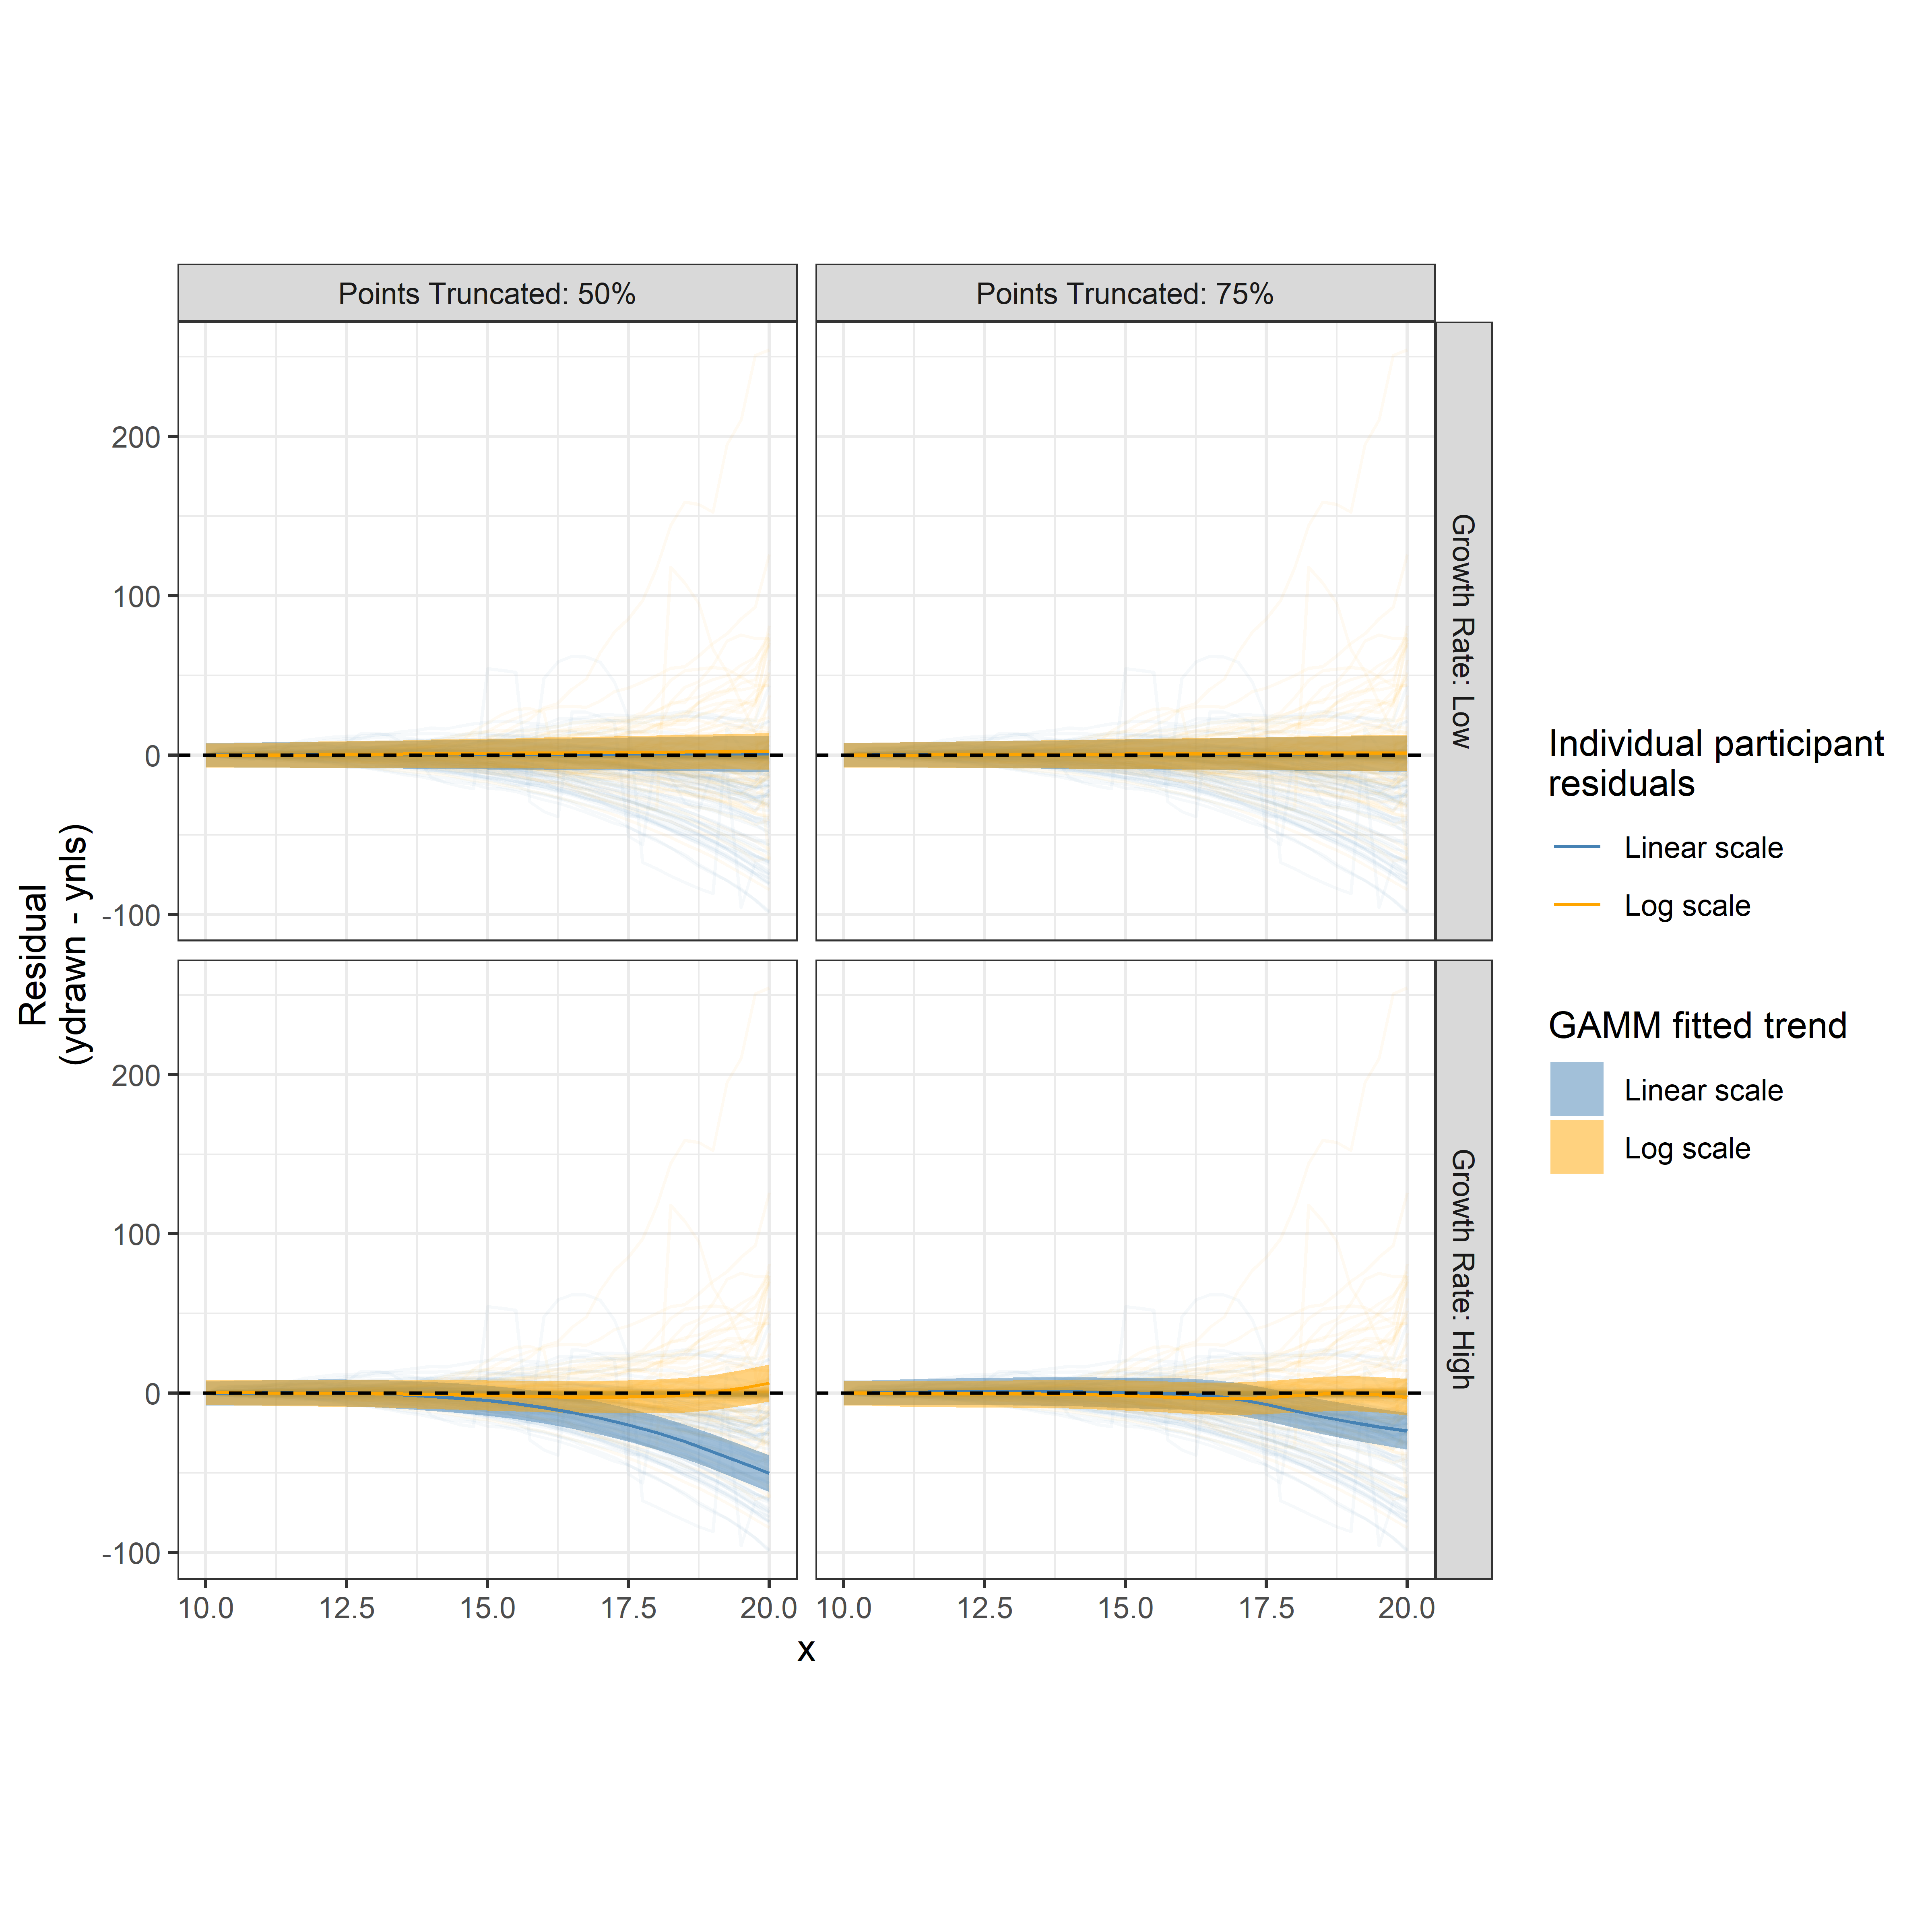 Points Truncated: 50%
Points Truncated: 75%
200
100
0
-100
Growth Rate: Low
200
100
0
-100
Growth Rate: High
10.0
12.5
15.0
17.5
20.0
10.0
12.5
15.0
17.5
20.0
x
Residual
(ydrawn - ynls)
Individual participant
residuals
Linear scale
Log scale
GAMM fitted trend
Linear scale
Log scale